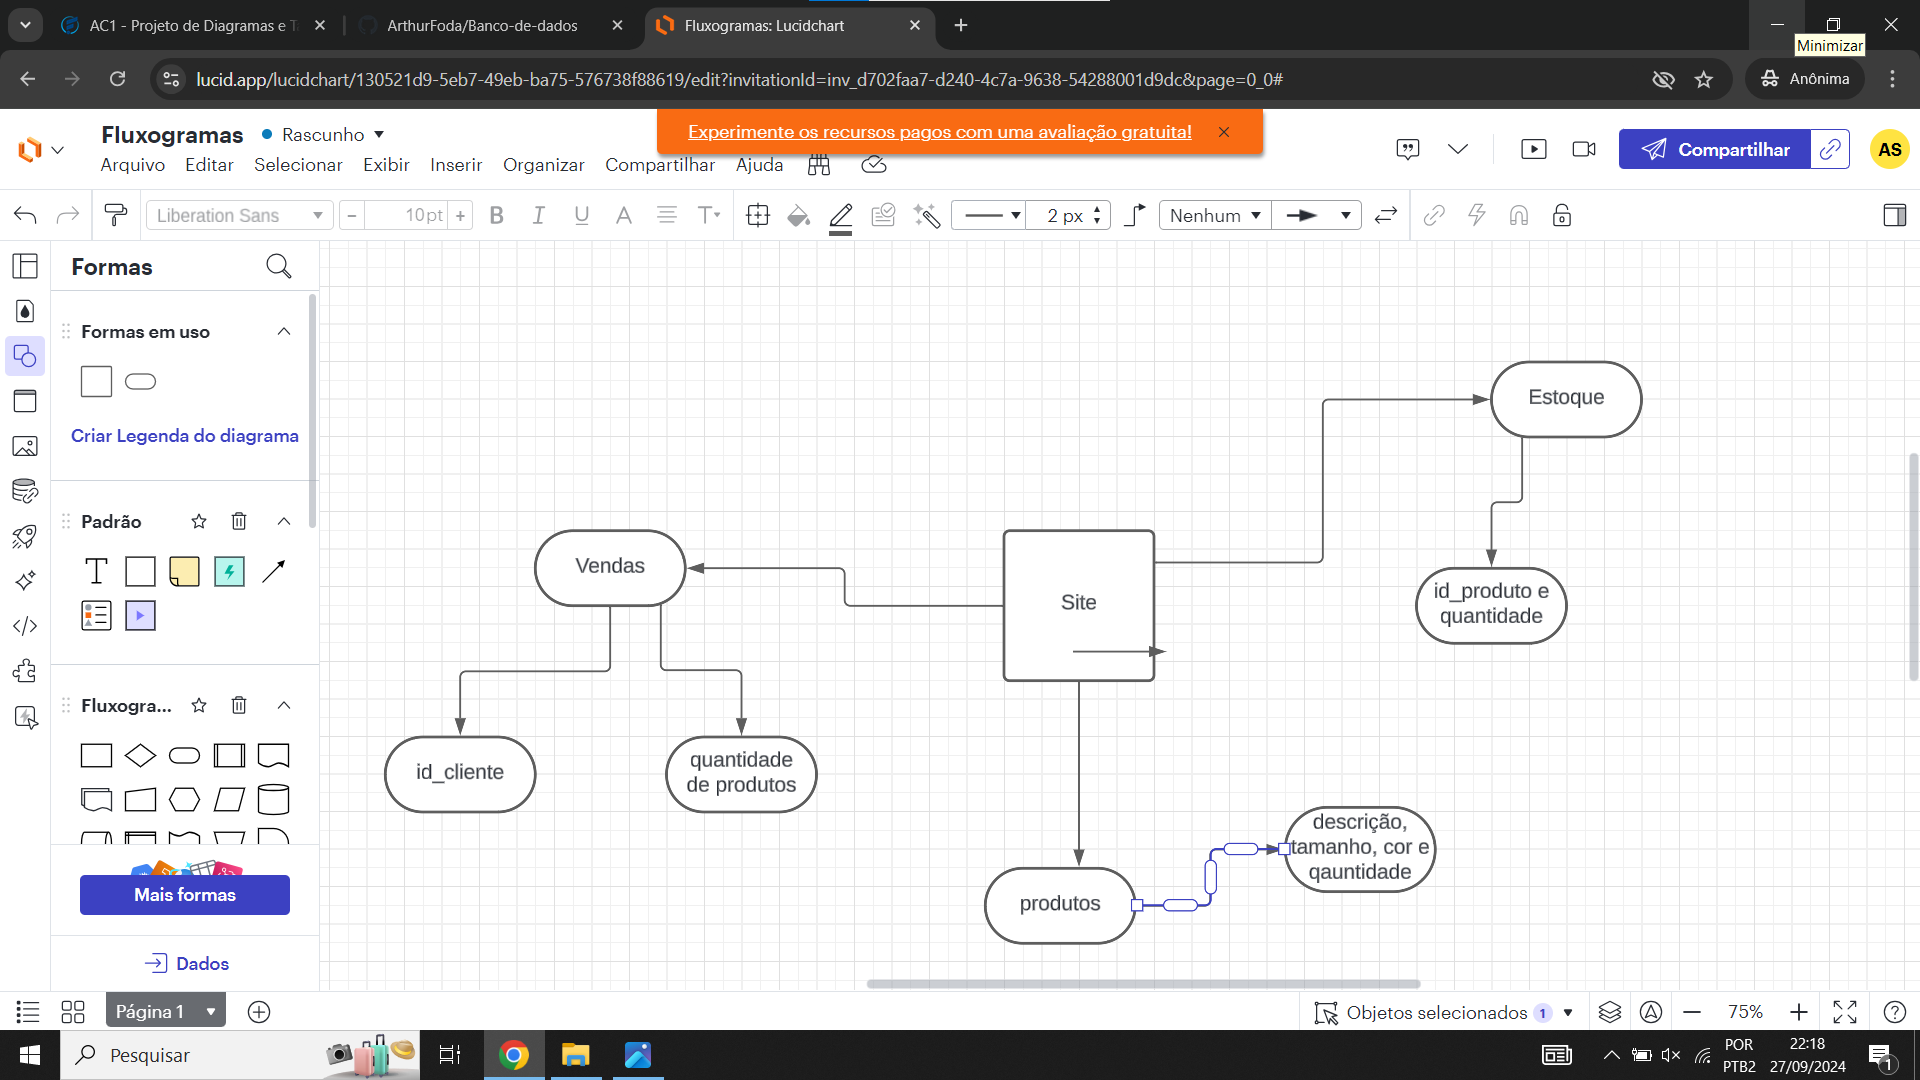 AC1 - Projeto de Diagramas e T
ArthurFoda/Banco-de-dados
Fluxogramas: Lucidchart
Minimizar
lucid.app/lucidchart/130521d9-5eb7-49eb-ba75-576738f88619/edit?invitationId=inv_d702faa7-d240-4c7a-9638-54288001d9dc&page=0_0#
Anônima
Fluxogramas
Rascunho
Experimente os recursos pagos com uma avaliação gratuita!
Arquivo Editar Selecionar Exibir Inserir Organizar Compartilhar Ajuda
Compartilhar
AS
Liberation Sans
- 10 pt +
B I U A T
2 px
Nenhum
Formas
Formas em uso
Criar Legenda do diagrama
Padrão
T
Fluxogra...
Mais formas
Dados
Estoque
Vendas
Site
id_produto e
quantidade
id_cliente
quantidade
de produtos
descrição,
tamanho, cor e
qauntidade
produtos
Página 1
Objetos selecionados 1
75%
Pesquisar
POR
PTB2
22:18
27/09/2024
1